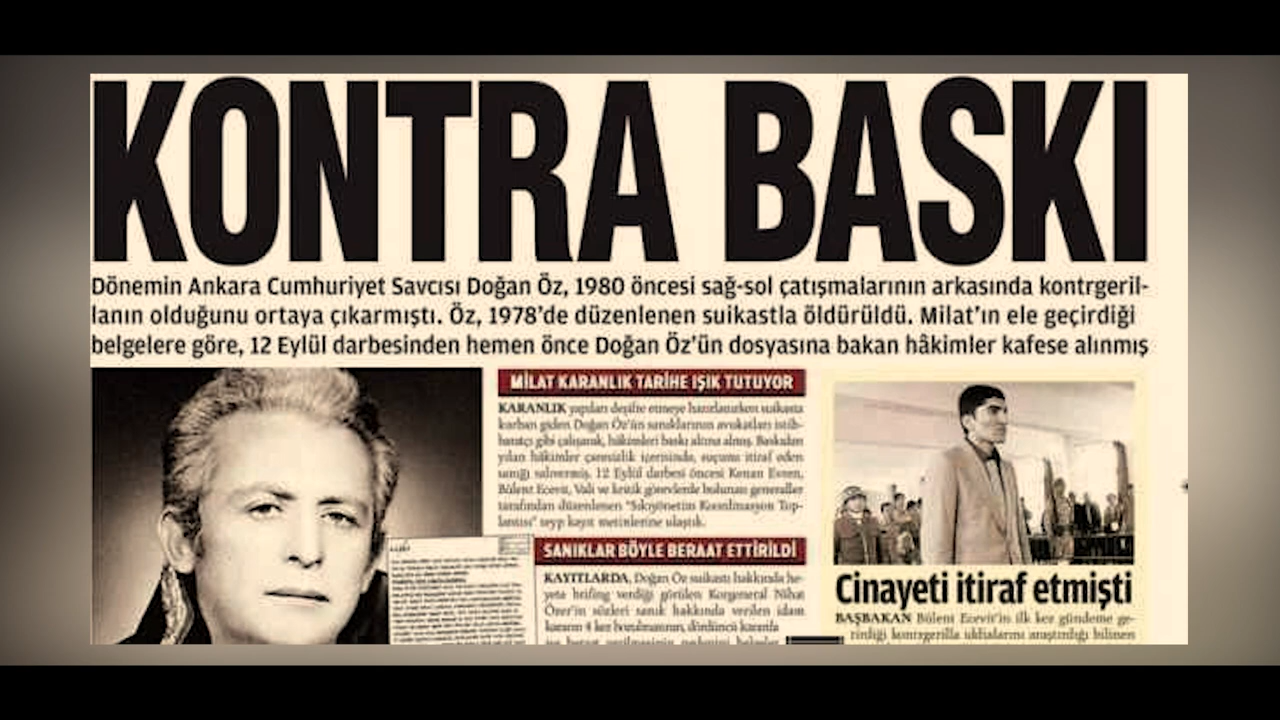 KONTRA BASKI
Dönemin Ankara Cumhuriyet Savcısı Doğan Öz, 1980 öncesi sağ-sol çatışmalarının arkasında kontrgeril-
lanın olduğunu ortaya çıkarmıştı. Öz, 1978'de düzenlenen suikastla öldürüldü. Milat'ın ele geçirdiği
belgelere göre, 12 Eylül darbesinden hemen önce Doğan Öz'ün dosyasına bakan hâkimler kafese alınmış
MİLAT KARANLIK TARİHE IŞIK TUTUYOR
KARANLIK yapıları deşifre etmeye hazırlanırken suikasta
kurban giden Doğan Öz'ün sanıklarının avukatları istih-
baratçı gibi çalışarak, hâkimleri baskı altına almış. Baskıdan
yılan hâkimler çaresizlik içerisinde, suçunu itiraf eden
sanığı salıvermiş. 12 Eylül darbesi öncesi Kenan Evren,
Bülent Ecevit, Vali ve kritik görevlerde bulunan generaller
tarafından düzenlenen "Sıkıyönetim Koordinasyon Top-
lantısı" teyp kayıt metinlerine ulaştık.
SANIKLAR BÖYLE BERAAT ETTİRİLDİ
KAYITLARDA, Doğan Öz suikastı hakkında he-
yete brifing verdiği görülen Korgeneral Nihat
Özer'in sözleri sanık hakkında verilen idam
kararın 4 kez bozulmasının, dördüncü kararda
Cinayeti itiraf etmişti
BAŞBAKAN Bülent Ecevit'in ilk kez gündeme ge-
tirdiği kontrgerilla iddialarını araştırdığı bilinen